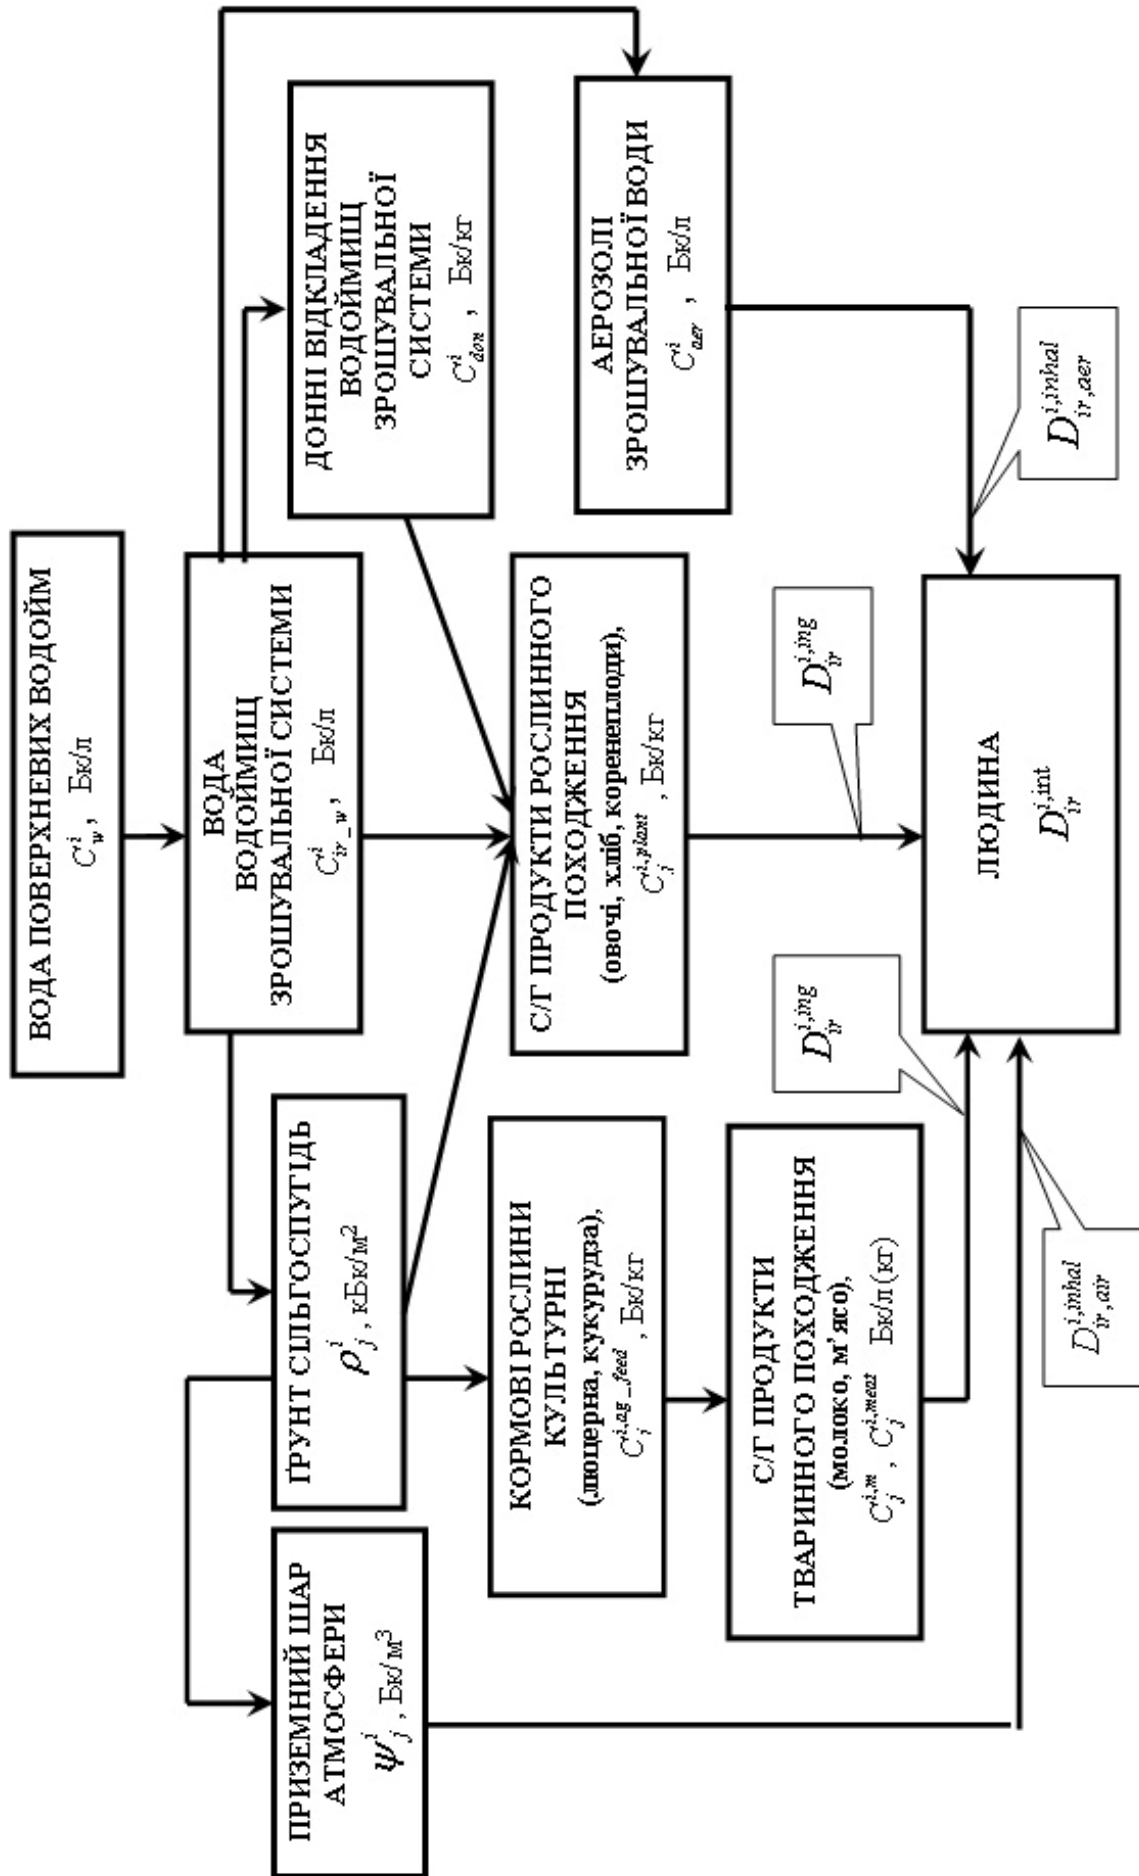 ВОДА ПОВЕРХНЕВИХ ВОДОЙМ
C^i_w, Бк/л
ВОДА
ВОДОЙМИЩ
ЗРОШУВАЛЬНОЇ СИСТЕМИ
C^i_{ir_w}, Бк/л
ДОННІ ВІДКЛАДЕННЯ
ВОДОЙМИЩ
ЗРОШУВАЛЬНОЇ
СИСТЕМИ
C^i_{don}, Бк/кг
АЕРОЗОЛІ
ЗРОШУВАЛЬНОЇ ВОДИ
C^i_{aer}, Бк/л
ПРИЗЕМНИЙ ШАР
АТМОСФЕРИ
ψ^i_j, Бк/м³
ҐРУНТ СІЛЬГОСПУГІДЬ
ρ^i_j, кБк/м²
КОРМОВІ РОСЛИНИ
КУЛЬТУРНІ
(люцерна, кукурудза),
C^{i,ag_feed}_j, Бк/кг
С/Г ПРОДУКТИ РОСЛИННОГО
ПОХОДЖЕННЯ
(овочі, хліб, коренеплоди),
C^{i,plant}_j, Бк/кг
С/Г ПРОДУКТИ
ТВАРИННОГО ПОХОДЖЕННЯ
(молоко, м'ясо),
C^{i,m}_j, C^{i,meat}_j Бк/л (кг)
D^{i,ing}_{ir}
D^{i,ing}_{ir}
D^{i,inhal}_{ir,aer}
D^{i,inhal}_{ir,air}
ЛЮДИНА
D^{i,int}_{ir}